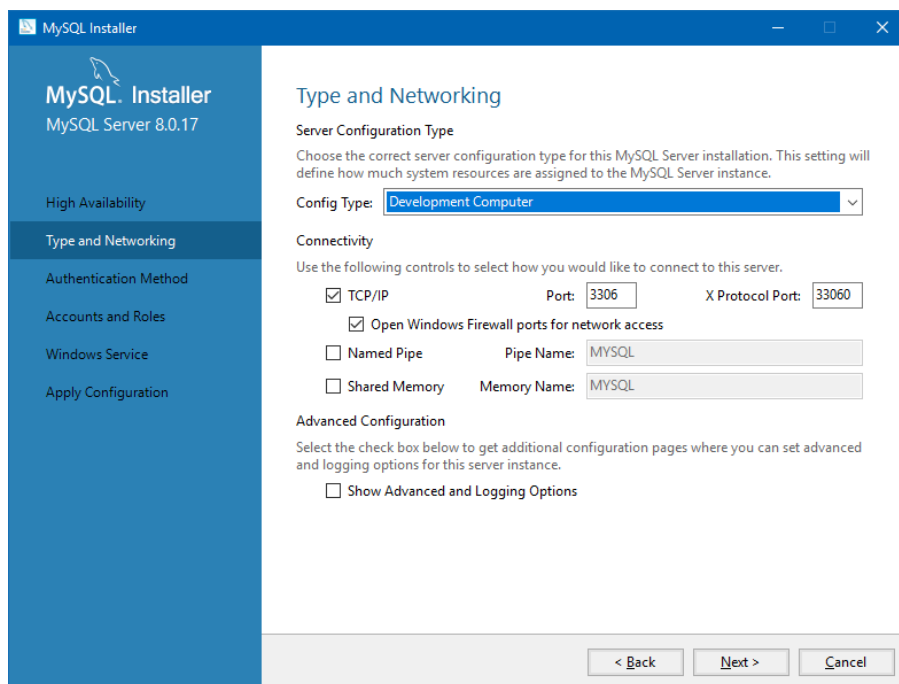 MySQL Installer
MySQL. Installer
MySQL Server 8.0.17
High Availability
Type and Networking
Authentication Method
Accounts and Roles
Windows Service
Apply Configuration
Type and Networking
Server Configuration Type
Choose the correct server configuration type for this MySQL Server installation. This setting will
define how much system resources are assigned to the MySQL Server instance.
Config Type: Development Computer
Connectivity
Use the following controls to select how you would like to connect to this server.
TCP/IP Port: 3306 X Protocol Port: 33060
Open Windows Firewall ports for network access
Named Pipe Pipe Name: MYSQL
Shared Memory Memory Name: MYSQL
Advanced Configuration
Select the check box below to get additional configuration pages where you can set advanced
and logging options for this server instance.
Show Advanced and Logging Options
< Back Next > Cancel